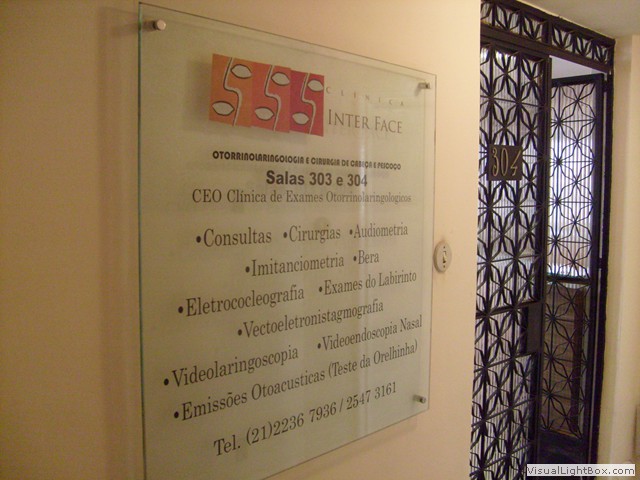 CLÍNICA
INTER FACE
OTORRINOLARINGOLOGIA E CIRURGIA DE CABEÇA E PESCOÇO
Salas 303 e 304
CEO Clínica de Exames Otorrinolaringologicos
•Consultas •Cirurgias •Audiometria
•Imitanciometria •Bera
•Eletrococleografia •Exames do Labirinto
•Vectoeletronistagmografia
•Videolaringoscopia •Videoendoscopia Nasal
•Emissões Otoacusticas (Teste da Orelhinha)
Tel. (21)2236 7936 / 2547 3161
304
VisualLightBox.com